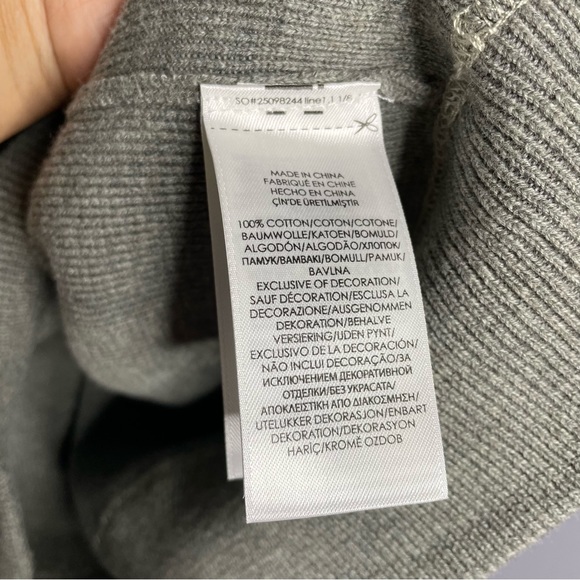 SO#25098244 line1,1 1/8
MADE IN CHINA
FABRIQUÉ EN CHINE
HECHO EN CHINA
ÇİN'DE ÜRETİLMİŞTİR
100% COTTON/COTON/COTONE/
BAUMWOLLE/KATOEN/BOMULD/
ALGODÓN/ALGODÃO/ХЛОПОК/
ПАМУК/BAMBAKI/BOMULL/PAMUK/
BAVLNA
EXCLUSIVE OF DECORATION/
SAUF DÉCORATION/ESCLUSA LA
DECORAZIONE/AUSGENOMMEN
DEKORATION/BEHALVE
VERSIERING/UDEN PYNT/
EXCLUSIVO DE LA DECORACIÓN/
NÃO INCLUI DECORAÇÃO/ЗА
ИСКЛЮЧЕНИЕМ ДЕКОРАТИВНОЙ
ОТДЕЛКИ/БЕЗ УКРАСАТА/
ΑΠΟΚΛΕΙΣΤΙΚΗ ΑΠΟ ΔΙΑΚΟΣΜΗΣΗ/
UTELUKKER DEKORASJON/ENBART
DEKORATION/DEKORASYON
HARİÇ/KROMĚ OZDOB